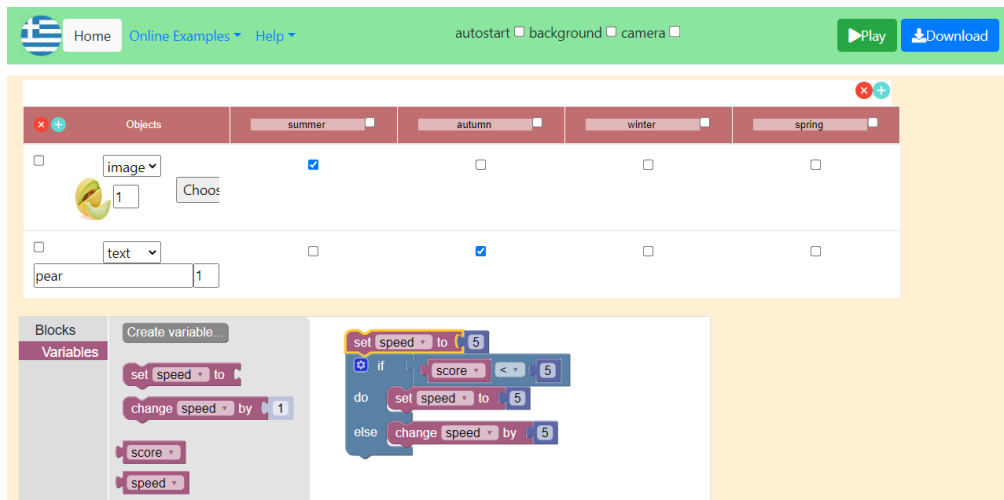 Home Online Examples Help autostart background camera Play Download
Objects summer autumn winter spring
image
1 Choos
text
pear 1
Blocks
Variables
Create variable...
set speed to
change speed by 1
score
speed
set speed to 5
if score < 5
do set speed to 5
else change speed by 5